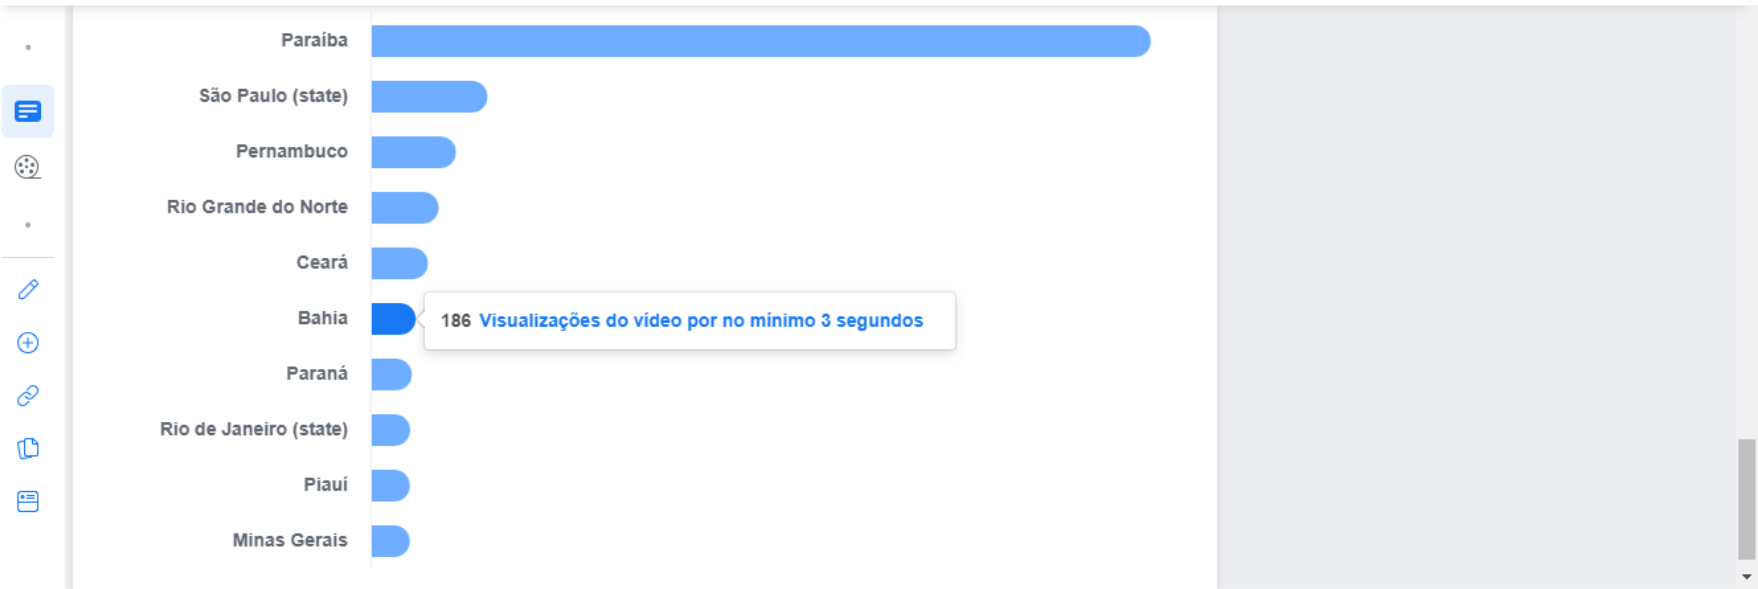 Paraíba
São Paulo (state)
Pernambuco
Rio Grande do Norte
Ceará
Bahia
186 Visualizações do vídeo por no mínimo 3 segundos
Paraná
Rio de Janeiro (state)
Piauí
Minas Gerais